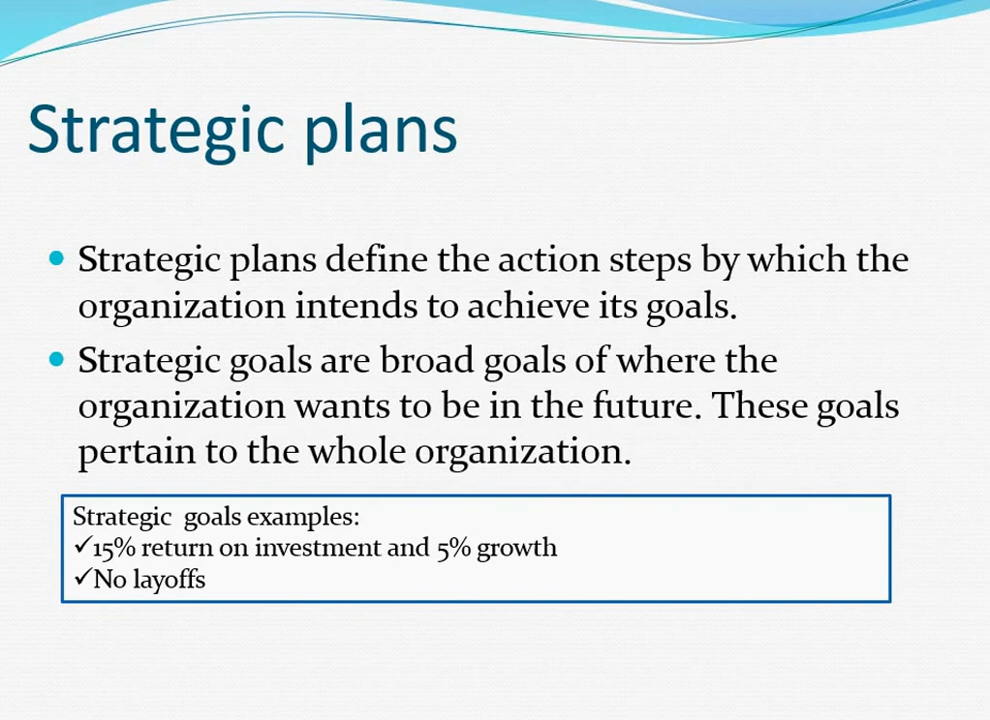 Strategic plans
• Strategic plans define the action steps by which the
organization intends to achieve its goals.
• Strategic goals are broad goals of where the
organization wants to be in the future. These goals
pertain to the whole organization.
Strategic  goals examples:
✓15% return on investment and 5% growth
✓No layoffs